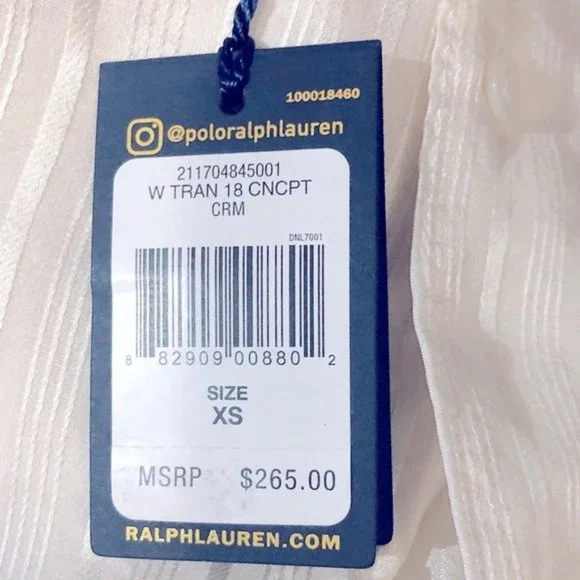 100018460
@poloralphlauren
211704845001
W TRAN 18 CNCPT
CRM
DNL7001
8 82909 00880 2
SIZE
XS
MSRP $265.00
RALPHLAUREN.COM